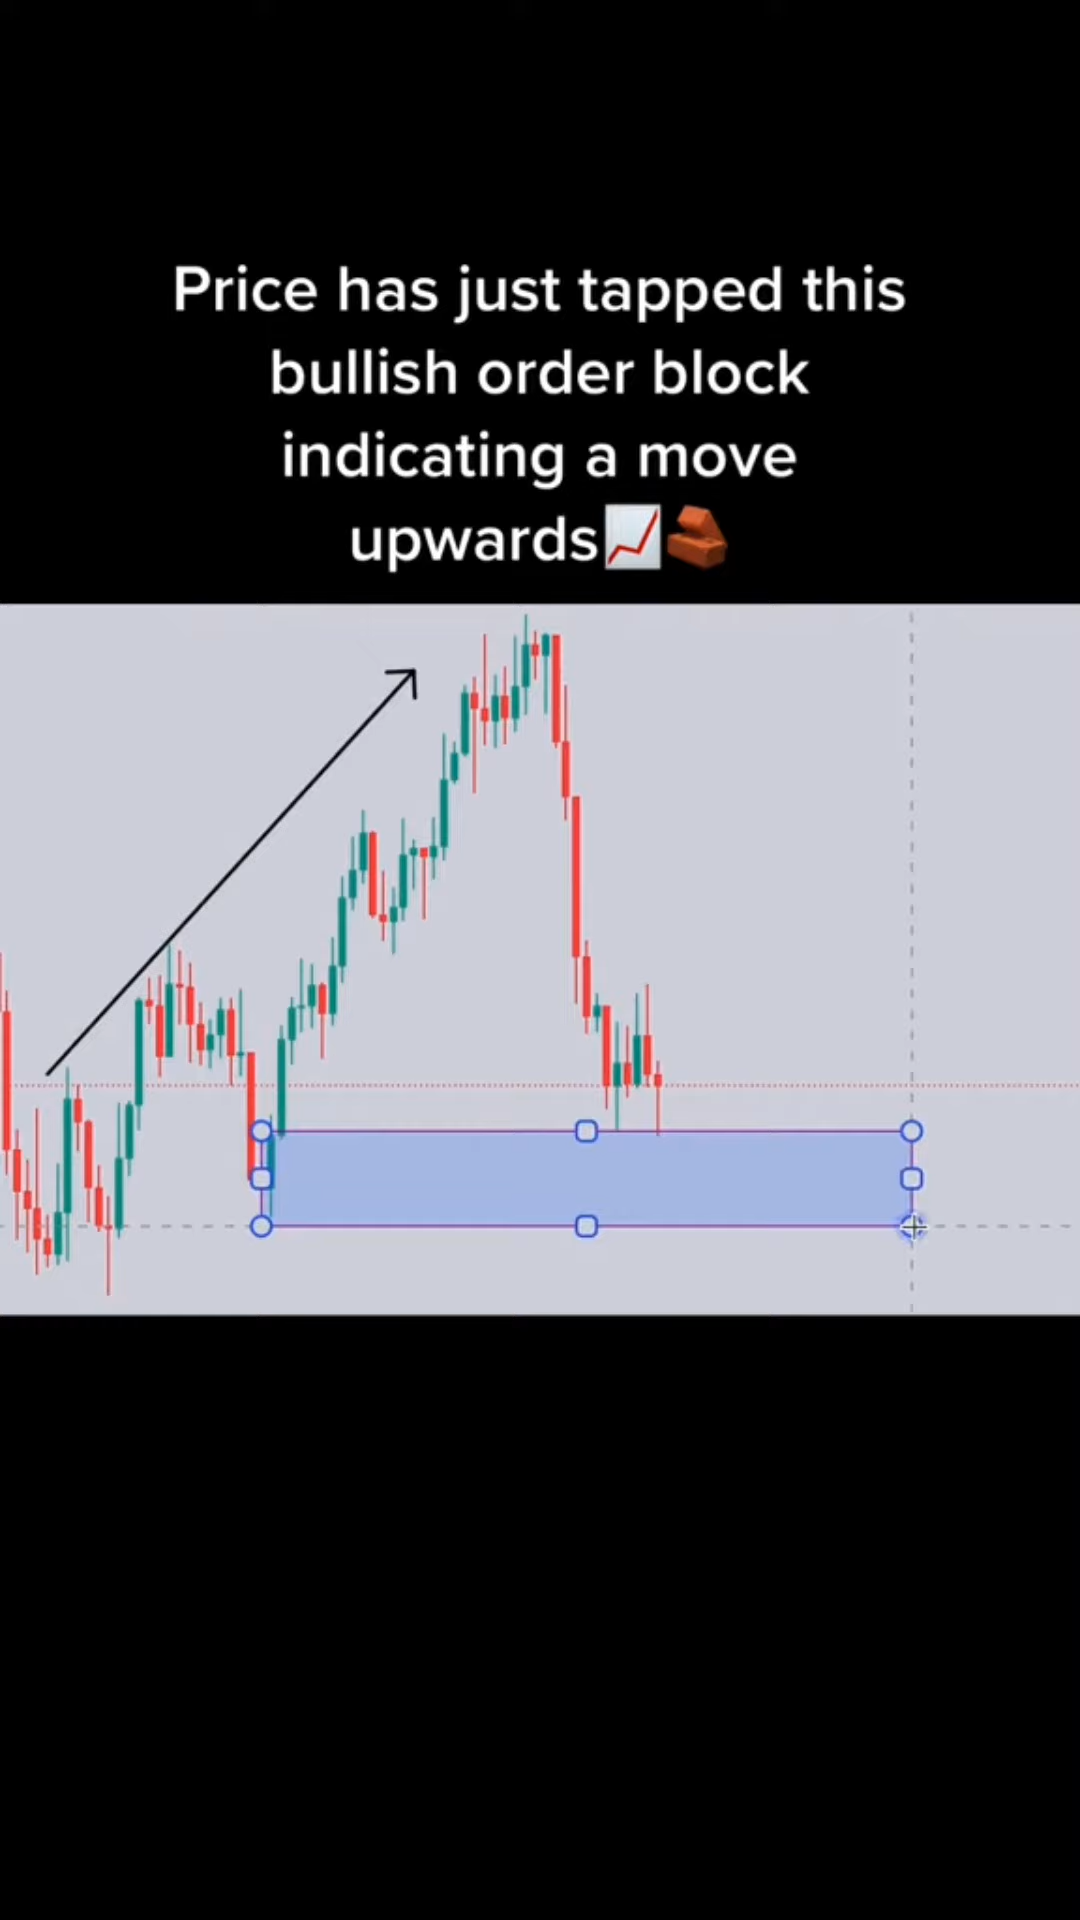 Price has just tapped this
bullish order block
indicating a move
upwards📈🧱